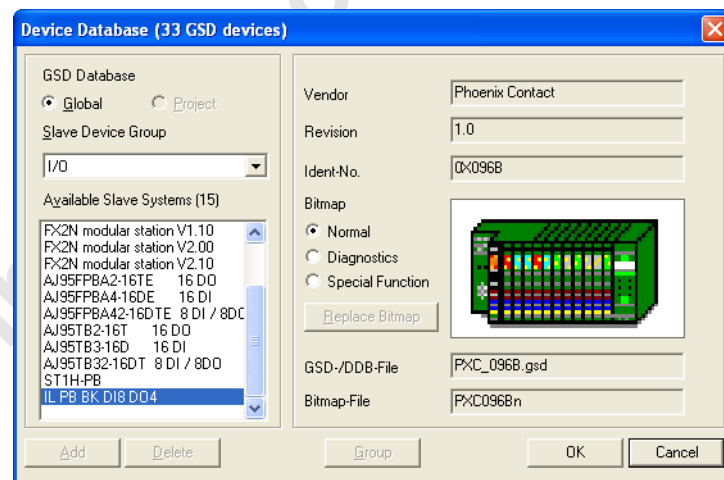 Device Database (33 GSD devices)
GSD Database
Global Project
Slave Device Group
I/O
Available Slave Systems (15)
FX2N modular station V1.10
FX2N modular station V2.00
FX2N modular station V2.10
AJ95FPBA2-16TE 16 DO
AJ95FPBA4-16DE 16 DI
AJ95FPBA42-16DTE 8 DI / 8DO
AJ95TB2-16T 16 DO
AJ95TB3-16D 16 DI
AJ95TB32-16DT 8 DI / 8DO
ST1H-PB
IL PB BK DI8 DO4
Add Delete
Vendor Phoenix Contact
Revision 1.0
Ident-No. 0X096B
Bitmap
Normal
Diagnostics
Special Function
Replace Bitmap
GSD-/DDB-File PXC_096B.gsd
Bitmap-File PXC096Bn
Group OK Cancel